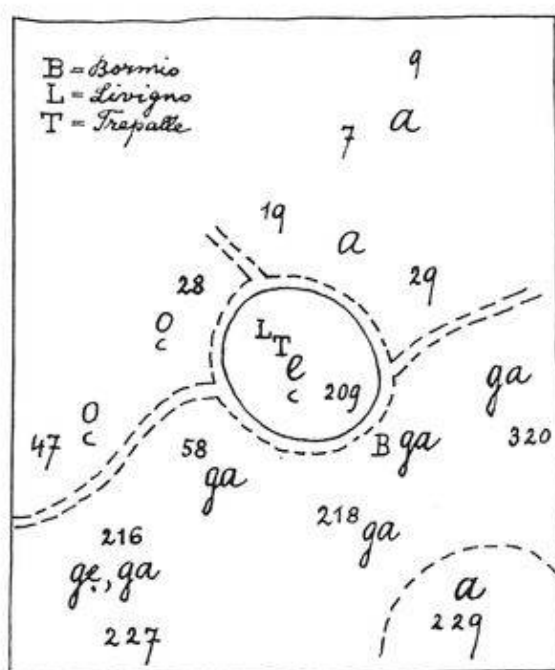 B = Bormio
L = Livigno
T = Trepalle
9
7 a
19
a
28 29
o̮
L
T
e̮
209
ga
o̮
47
58
B ga
320
ga
218 ga
216
gẹ, ga
a
227
229